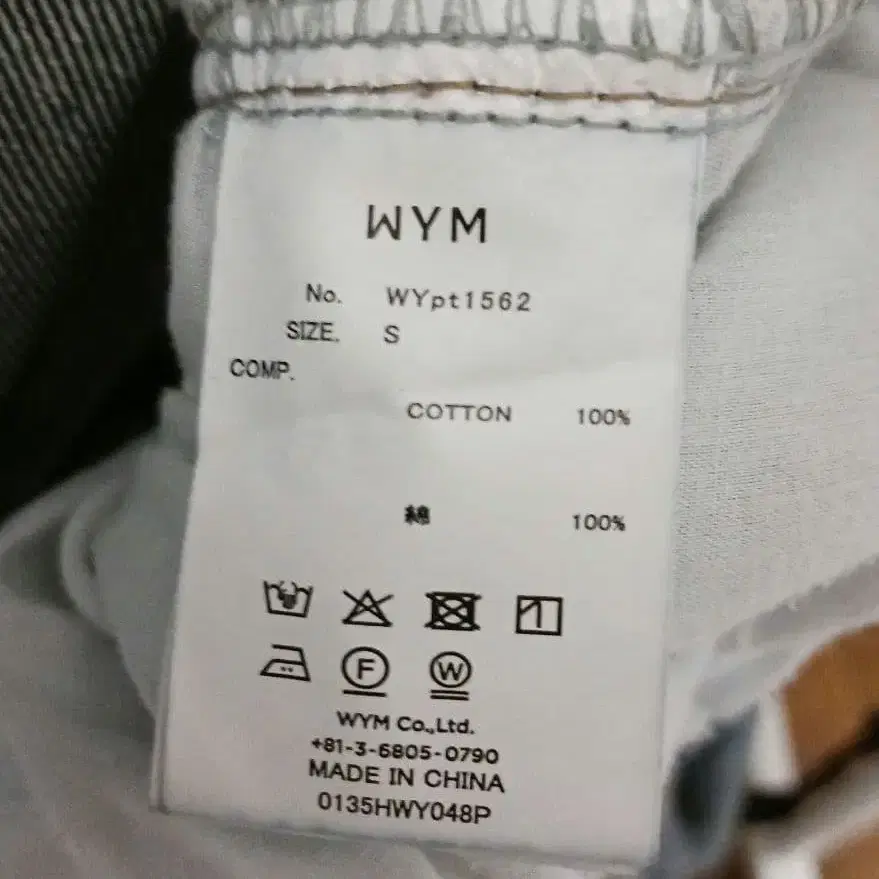 WYM
No. WYpt1562
SIZE. S
COMP.
COTTON 100%
綿 100%
F W
WYM Co.,Ltd.
+81-3-6805-0790
MADE IN CHINA
0135HWY048P